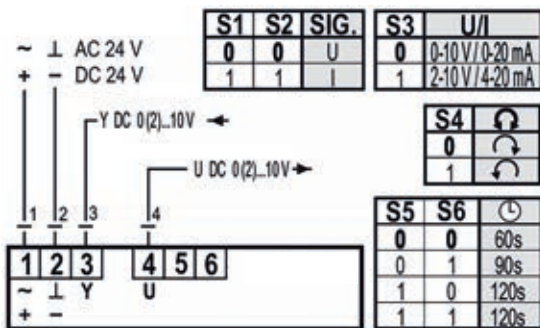 ~ ⊥ AC 24 V
+ − DC 24 V
Y DC 0(2)...10V
U DC 0(2)...10V
1 2 3 4
1 2 3 4 5 6
~ ⊥ Y U
+ −
S1 S2 SIG.
0 0 U
1 1 I
S3 U/I
0 0-10 V/0-20 mA
1 2-10 V/4-20 mA
S4
0
1
S5 S6
0 0 60s
0 1 90s
1 0 120s
1 1 120s